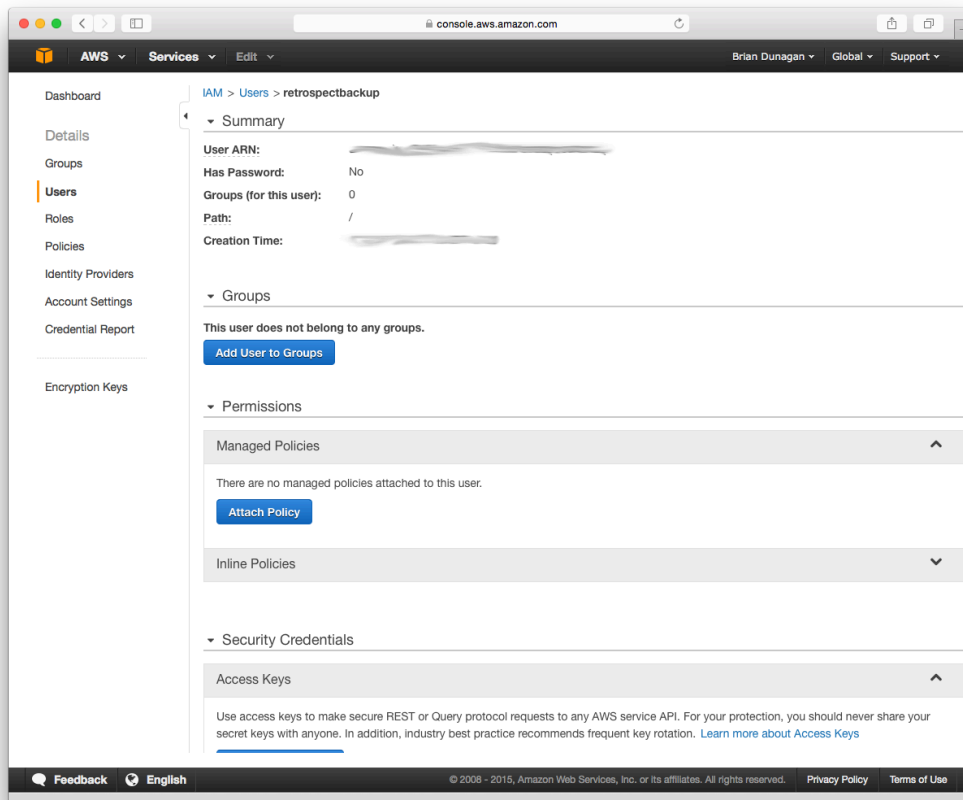 console.aws.amazon.com
AWS Services Edit Brian Dunagan Global Support
Dashboard
Details
Groups
Users
Roles
Policies
Identity Providers
Account Settings
Credential Report
Encryption Keys
IAM > Users > retrospectbackup
Summary
User ARN:
Has Password: No
Groups (for this user): 0
Path: /
Creation Time:
Groups
This user does not belong to any groups.
Add User to Groups
Permissions
Managed Policies
There are no managed policies attached to this user.
Attach Policy
Inline Policies
Security Credentials
Access Keys
Use access keys to make secure REST or Query protocol requests to any AWS service API. For your protection, you should never share your
secret keys with anyone. In addition, industry best practice recommends frequent key rotation. Learn more about Access Keys
Feedback English © 2008 - 2015, Amazon Web Services, Inc. or its affiliates. All rights reserved. Privacy Policy Terms of Use